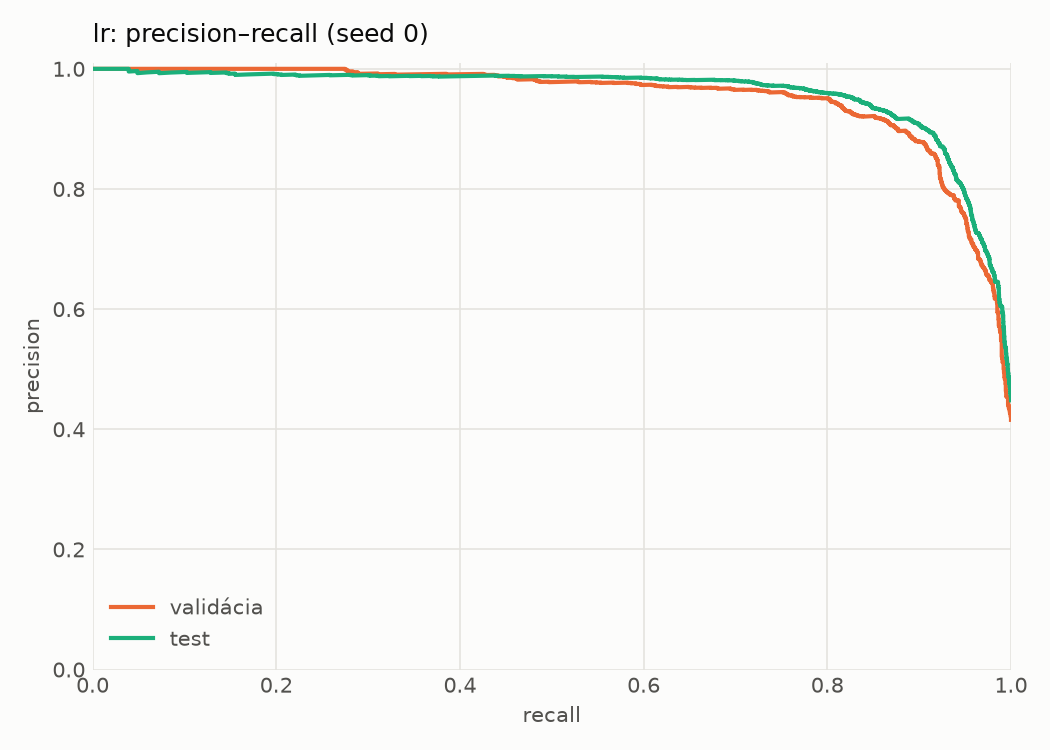 lr: precision–recall (seed 0)
precision
1.0
0.8
0.6
0.4
0.2
0.0
validácia
test
0.0 0.2 0.4 0.6 0.8 1.0
recall